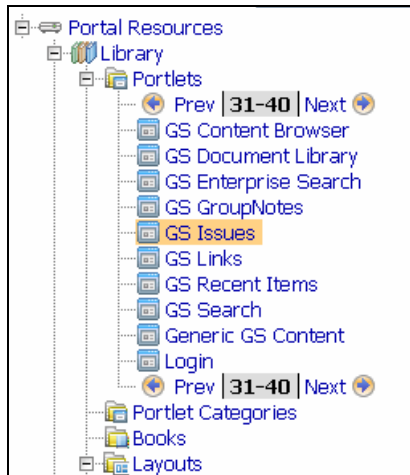 Portal Resources
Library
Portlets
Prev 31-40 Next
GS Content Browser
GS Document Library
GS Enterprise Search
GS GroupNotes
GS Issues
GS Links
GS Recent Items
GS Search
Generic GS Content
Login
Prev 31-40 Next
Portlet Categories
Books
Layouts